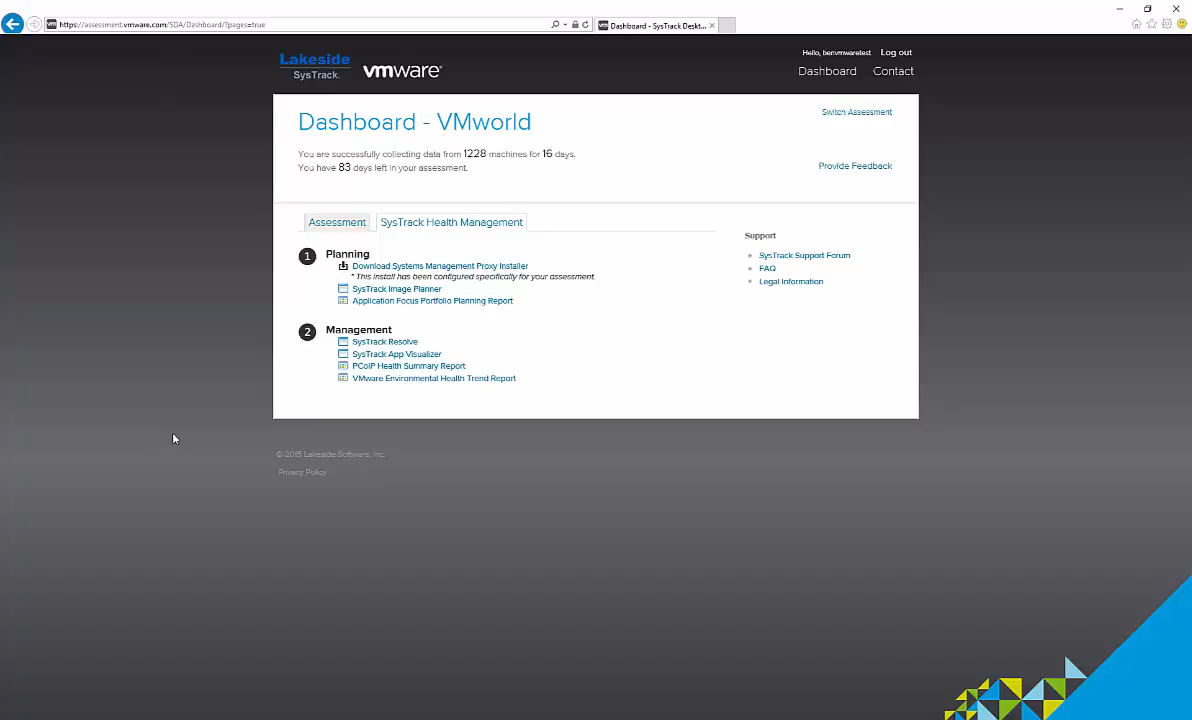 https://assessment.vmware.com/SDA/Dashboard/?pages=true
Dashboard - SysTrack Deskt...
Hello, benvmwaretest
Log out
Lakeside
SysTrack.
vmware
Dashboard
Contact
Dashboard - VMworld
Switch Assessment
You are successfully collecting data from 1228 machines for 16 days.
You have 83 days left in your assessment.
Provide Feedback
Assessment
SysTrack Health Management
Support
1 Planning
Download Systems Management Proxy Installer
* This install has been configured specifically for your assessment.
SysTrack Image Planner
Application Focus Portfolio Planning Report
SysTrack Support Forum
FAQ
Legal Information
2 Management
SysTrack Resolve
SysTrack App Visualizer
PCoIP Health Summary Report
VMware Environmental Health Trend Report
© 2015 Lakeside Software, Inc.
Privacy Policy